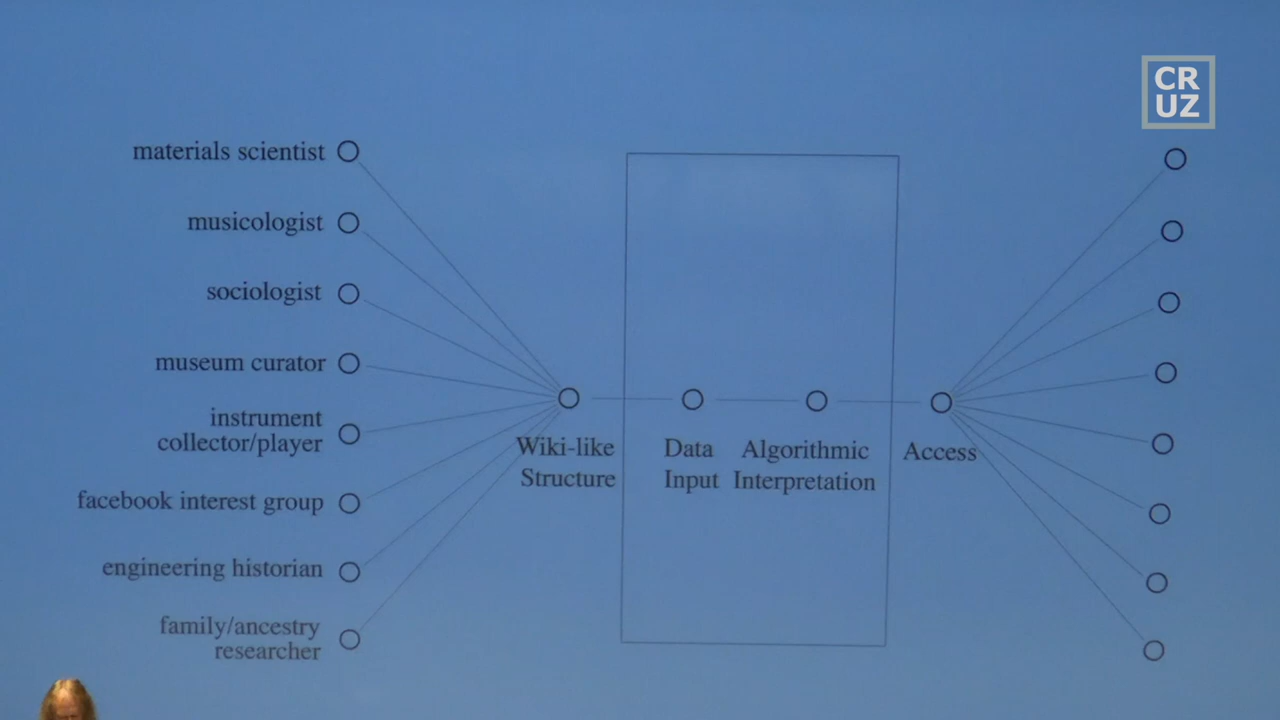 CR
UZ
materials scientist
musicologist
sociologist
museum curator
instrument
collector/player
facebook interest group
engineering historian
family/ancestry
researcher
Wiki-like
Structure
Data
Input
Algorithmic
Interpretation
Access